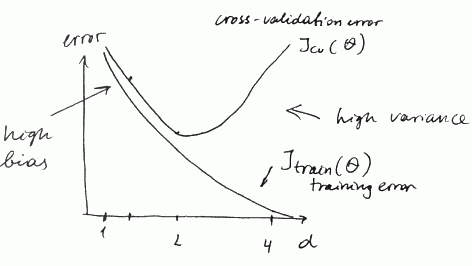 cross-validation error
error
Jcv(θ)
high
bias
high variance
Jtrain(θ)
training error
1
2
4
d